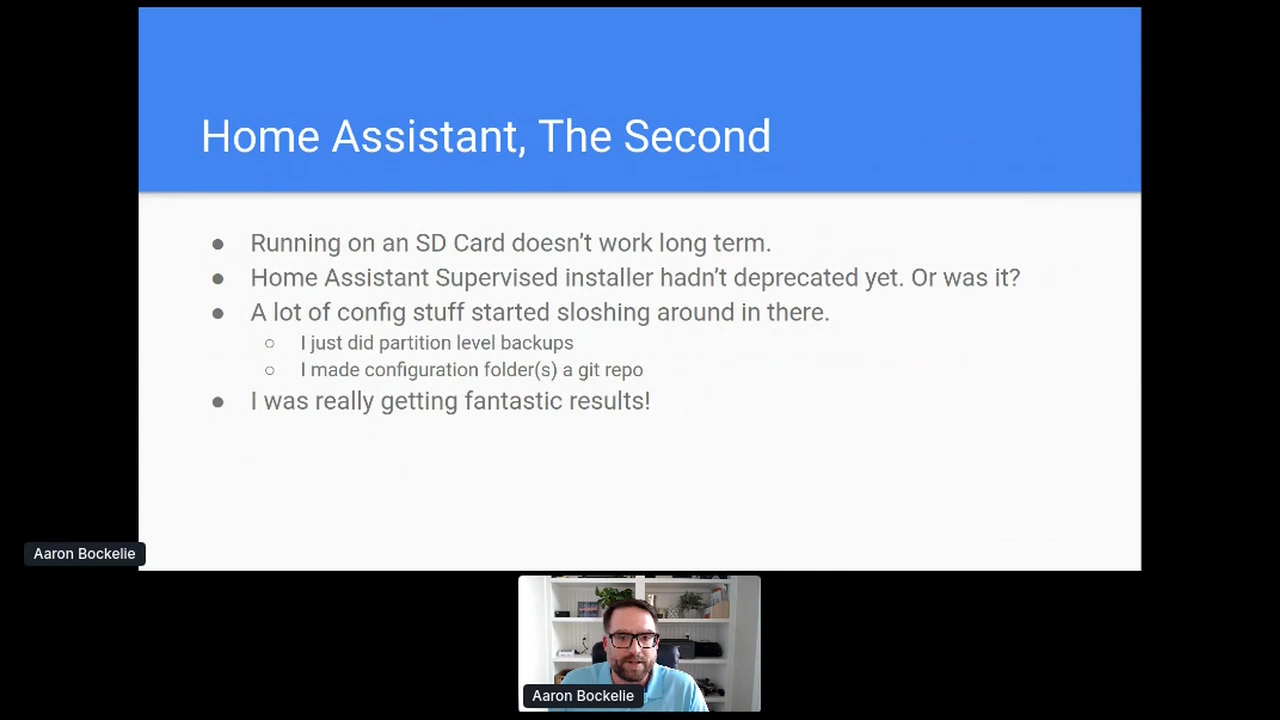 Home Assistant, The Second
● Running on an SD Card doesn’t work long term.
● Home Assistant Supervised installer hadn’t deprecated yet. Or was it?
● A lot of config stuff started sloshing around in there.
○ I just did partition level backups
○ I made configuration folder(s) a git repo
● I was really getting fantastic results!
Aaron Bockelie
Aaron Bockelie